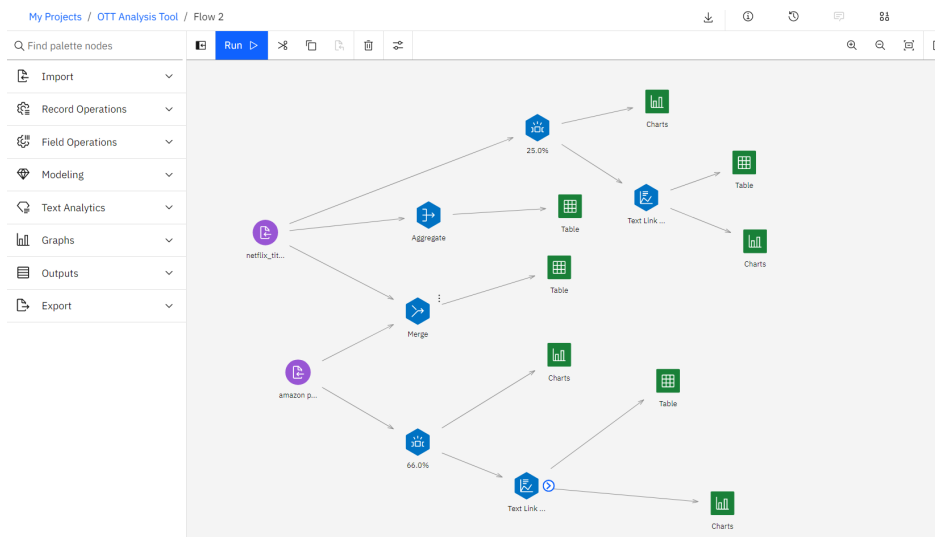 My Projects / OTT Analysis Tool / Flow 2
Find palette nodes
Run
Import
Record Operations
Field Operations
Modeling
Text Analytics
Graphs
Outputs
Export
Charts
25.0%
Table
Text Link ...
Table
Aggregate
Charts
netflix_tit...
Table
Merge
Charts
amazon p...
Table
66.0%
Text Link ...
Charts